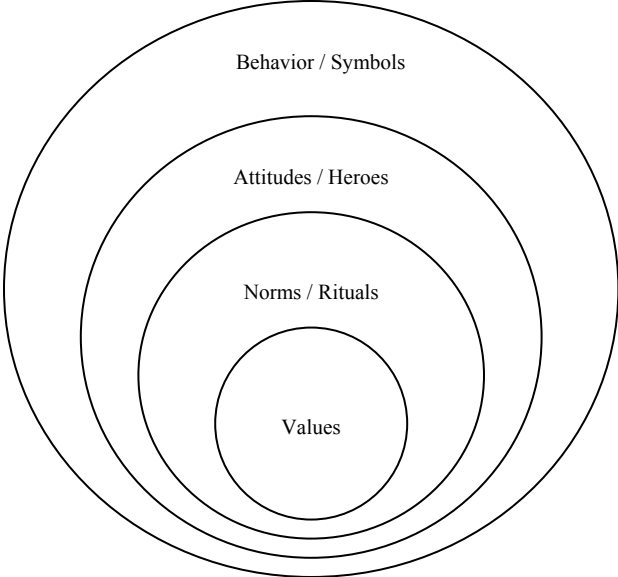 Behavior / Symbols
Attitudes / Heroes
Norms / Rituals
Values